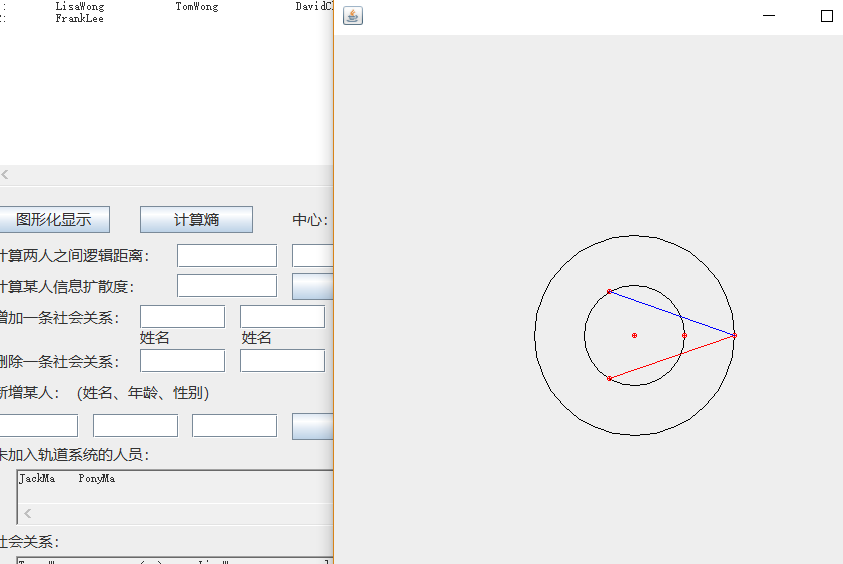 : LisaWong TomWong DavidCh
: FrankLee
图形化显示 计算熵 中心:
计算两人之间逻辑距离:
计算某人信息扩散度:
增加一条社会关系:
姓名 姓名
删除一条社会关系:
新增某人: (姓名、年龄、性别)
未加入轨道系统的人员:
JackMa PonyMa
社会关系: